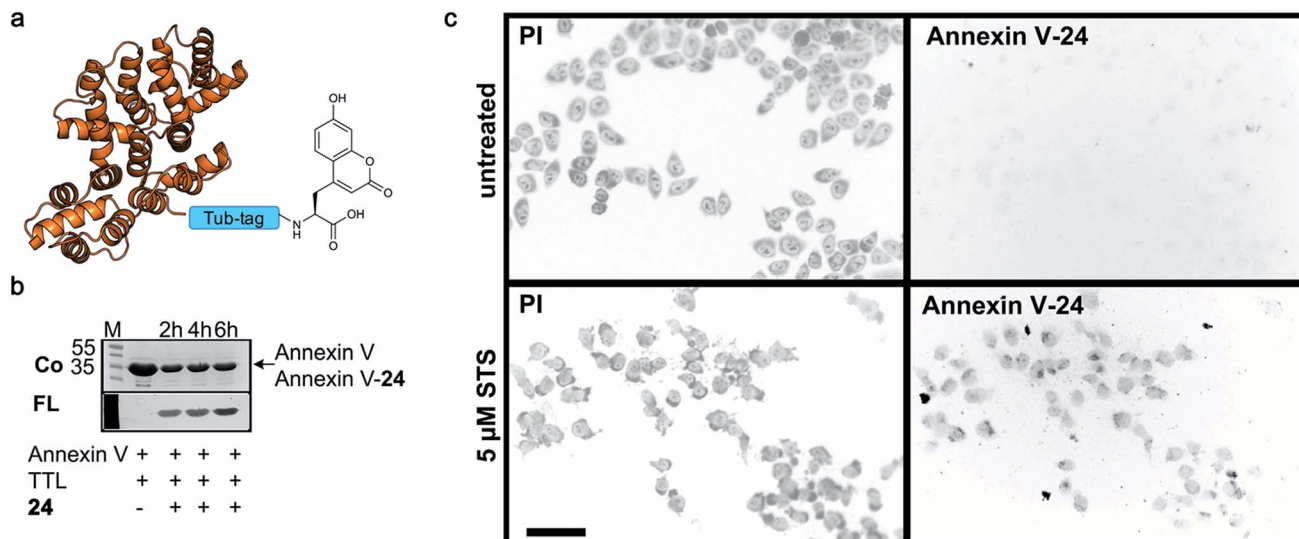 a
Tub-tag
OH
O
O
N
H
OH
O
b
M 2h 4h 6h
55
35
Co
Annexin V
Annexin V-24
FL
Annexin V + + + +
TTL + + + +
24 - + + +
c
untreated
PI
Annexin V-24
5 µM STS
PI
Annexin V-24